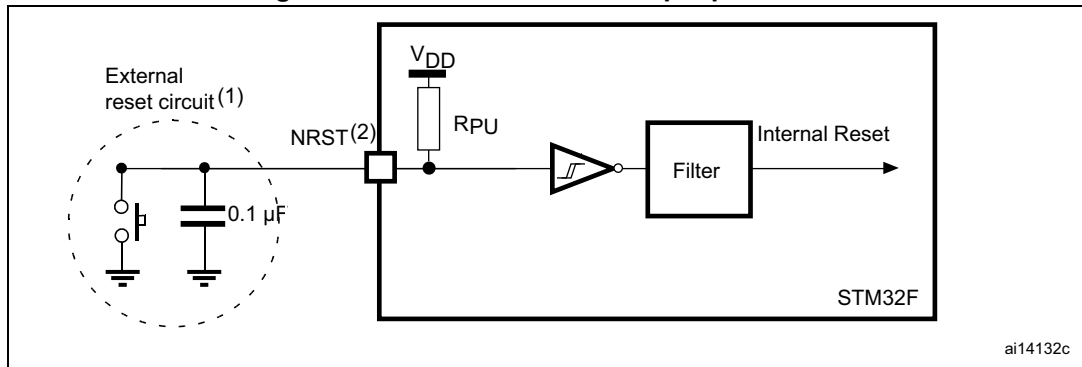 VDD
External
reset circuit(1)
NRST(2)
RPU
Internal Reset
Filter
0.1 µF
STM32F
ai14132c